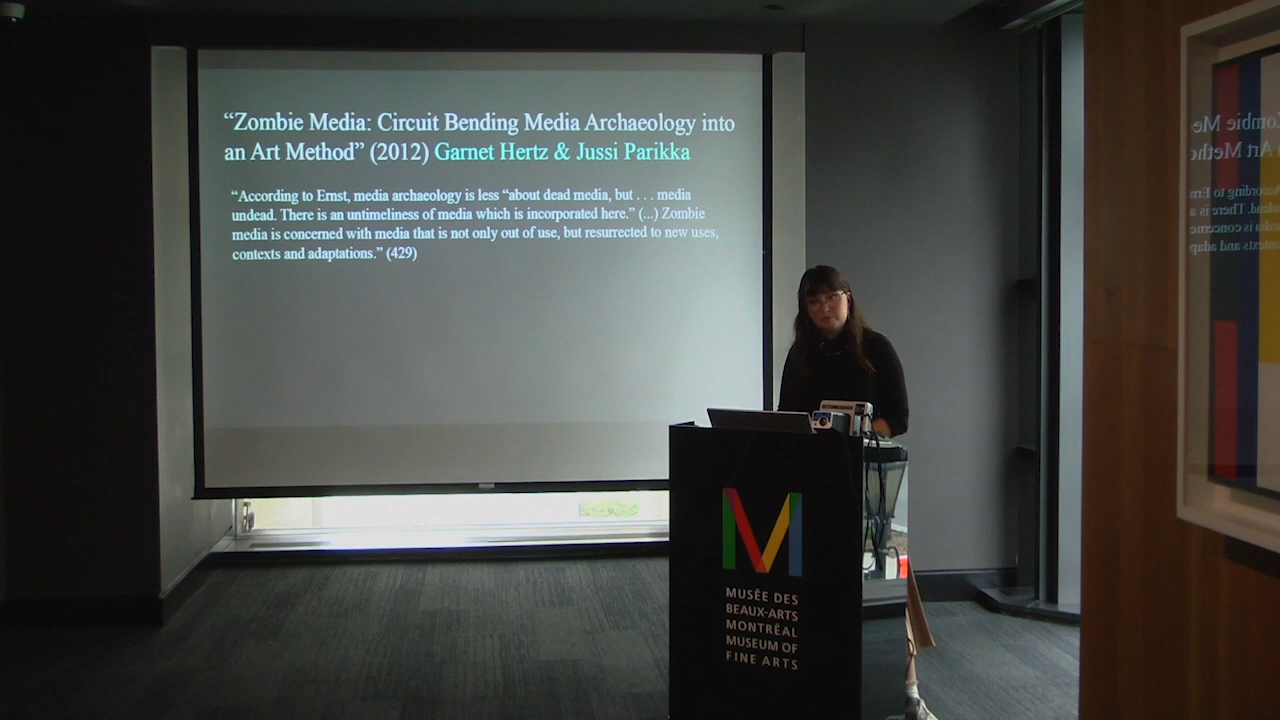 “Zombie Media: Circuit Bending Media Archaeology into
an Art Method” (2012) Garnet Hertz & Jussi Parikka
“According to Ernst, media archaeology is less “about dead media, but . . . media
undead. There is an untimeliness of media which is incorporated here.” (...) Zombie
media is concerned with media that is not only out of use, but resurrected to new uses,
contexts and adaptations.” (429)
M
MUSÉE DES
BEAUX-ARTS
MONTRÉAL
MUSEUM OF
FINE ARTS